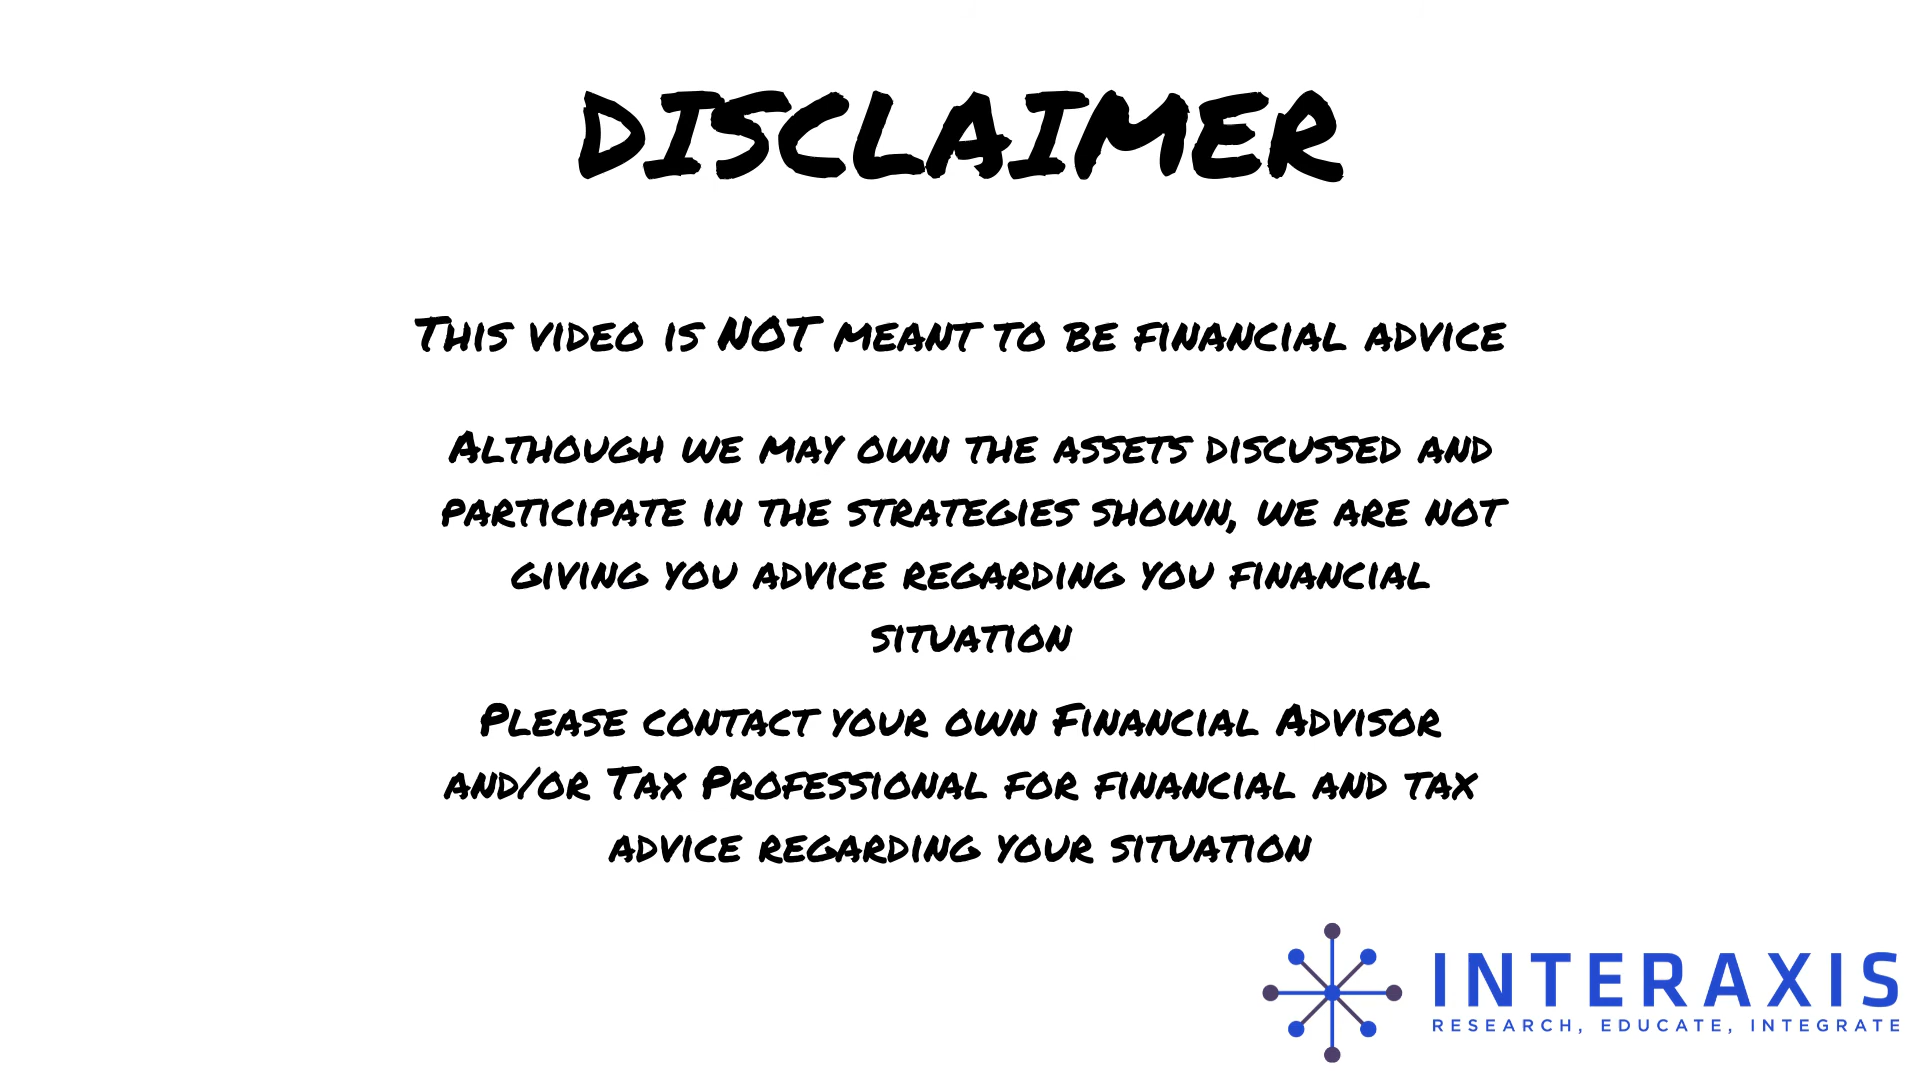 DISCLAIMER
This video is NOT meant to be financial advice
Although we may own the assets discussed and
participate in the strategies shown, we are not
giving you advice regarding you financial
situation
Please contact your own Financial Advisor
and/or Tax Professional for financial and tax
advice regarding your situation
INTERAXIS
RESEARCH, EDUCATE, INTEGRATE